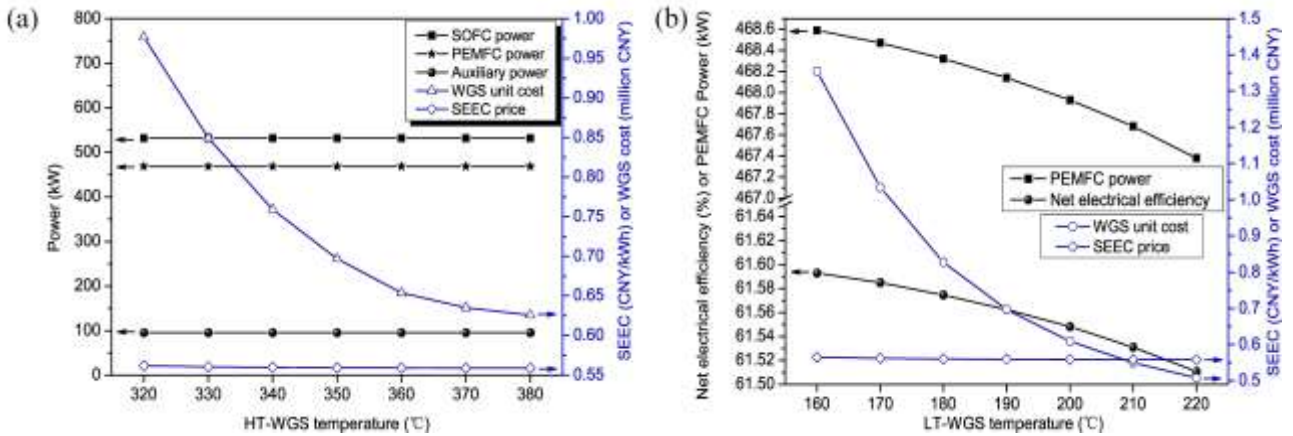 (a)
800
700
600
500
400
300
200
100
0
Power (kW)
SOFC power
PEMFC power
Auxiliary power
WGS unit cost
SEEC price
1.00
0.95
0.90
0.85
0.80
0.75
0.70
0.65
0.60
0.55
SEEC (CNY/kWh) or WGS cost (million CNY)
320 330 340 350 360 370 380
HT-WGS temperature (℃)
(b)
468.6
468.4
468.2
468.0
467.8
467.6
467.4
467.2
467.0
61.64
61.62
61.60
61.58
61.56
61.54
61.52
61.50
Net electrical efficiency (%) or PEMFC Power (kW)
PEMFC power
Net electrical efficiency
WGS unit cost
SEEC price
1.5
1.4
1.3
1.2
1.1
1.0
0.9
0.8
0.7
0.6
0.5
SEEC (CNY/kWh) or WGS cost (million CNY)
160 170 180 190 200 210 220
LT-WGS temperature (℃)